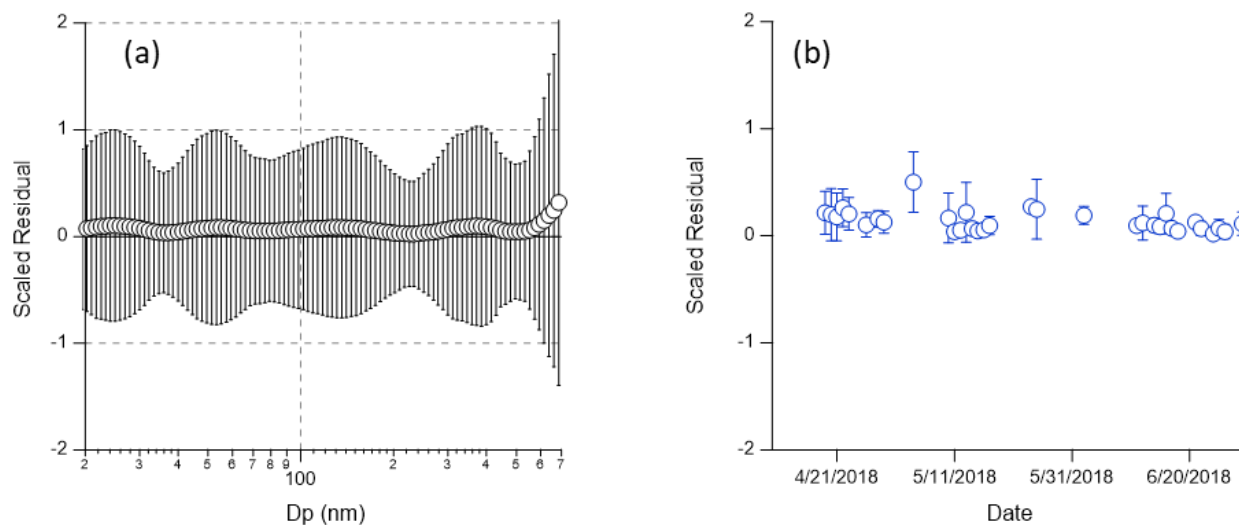 (a)
Scaled Residual
2
1
0
-1
-2
2 3 4 5 6 7 8 9 100 2 3 4 5 6 7
Dp (nm)
(b)
Scaled Residual
2
1
0
-1
-2
4/21/2018 5/11/2018 5/31/2018 6/20/2018
Date